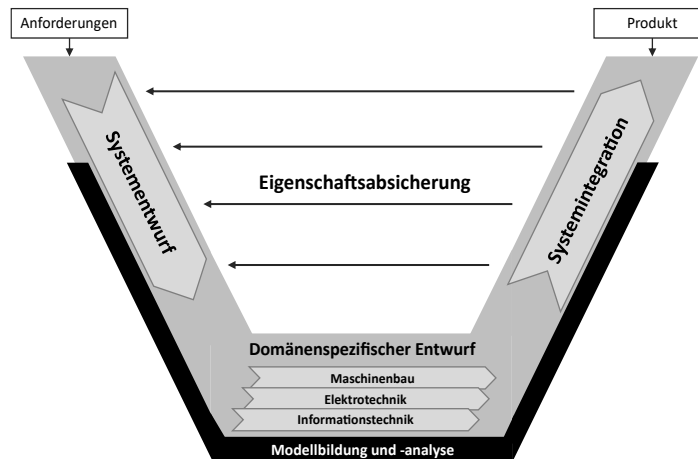 Anforderungen
Produkt
Systementwurf
Eigenschaftsabsicherung
Systemintegration
Domänenspezifischer Entwurf
Maschinenbau
Elektrotechnik
Informationstechnik
Modellbildung und -analyse